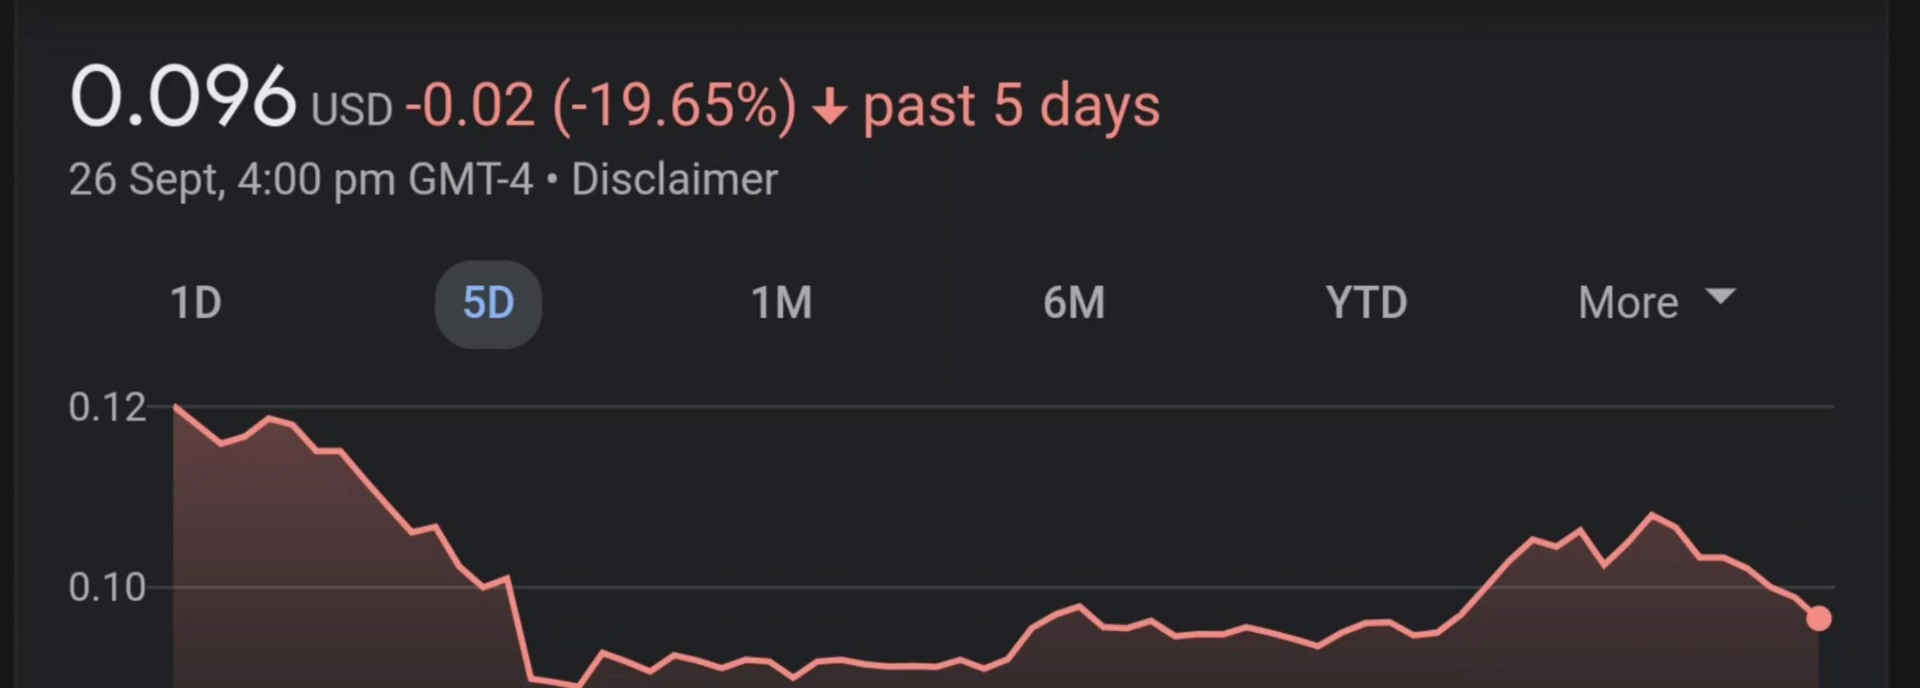 0.096 USD -0.02 (-19.65%) ↓ past 5 days
26 Sept, 4:00 pm GMT-4 • Disclaimer
1D 5D 1M 6M YTD More
0.12
0.10